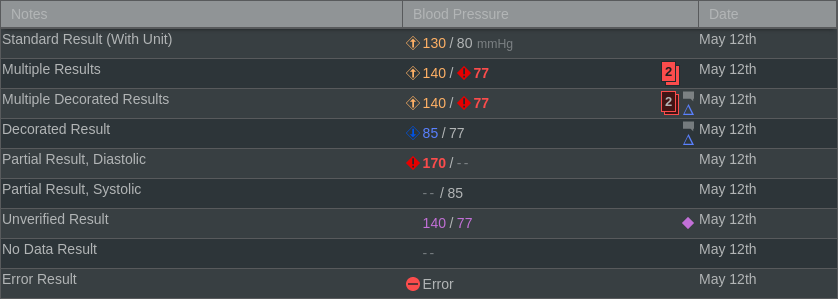 Notes Blood Pressure Date
Standard Result (With Unit) 130 / 80 mmHg May 12th
Multiple Results 140 / 77 2 May 12th
Multiple Decorated Results 140 / 77 2 May 12th
Decorated Result 85 / 77 May 12th
Partial Result, Diastolic 170 / -- May 12th
Partial Result, Systolic -- / 85 May 12th
Unverified Result 140 / 77 May 12th
No Data Result -- May 12th
Error Result Error May 12th